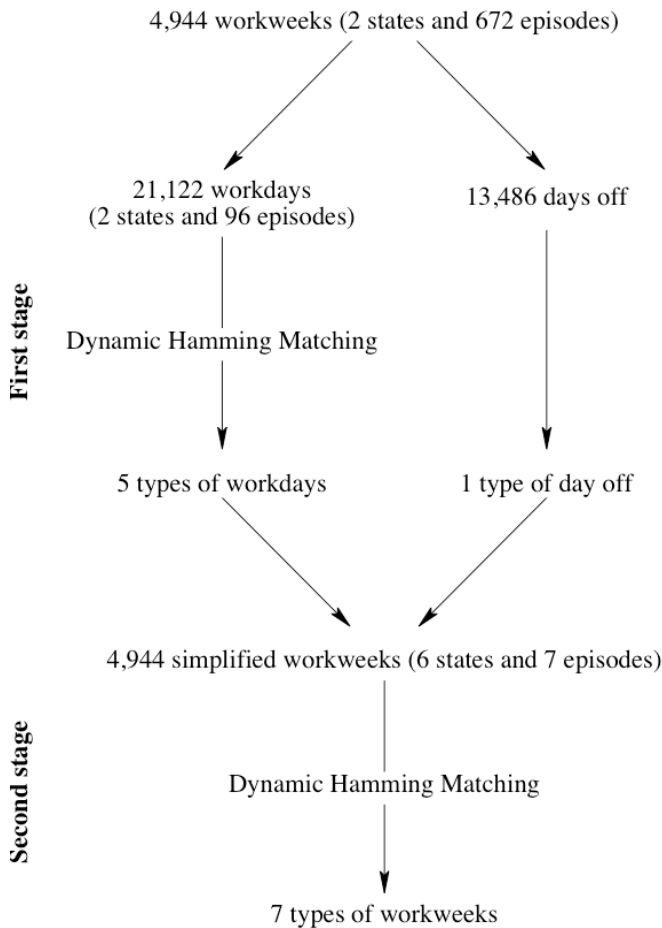 4,944 workweeks (2 states and 672 episodes)
21,122 workdays
(2 states and 96 episodes)
13,486 days off
First stage
Dynamic Hamming Matching
5 types of workdays
1 type of day off
4,944 simplified workweeks (6 states and 7 episodes)
Second stage
Dynamic Hamming Matching
7 types of workweeks